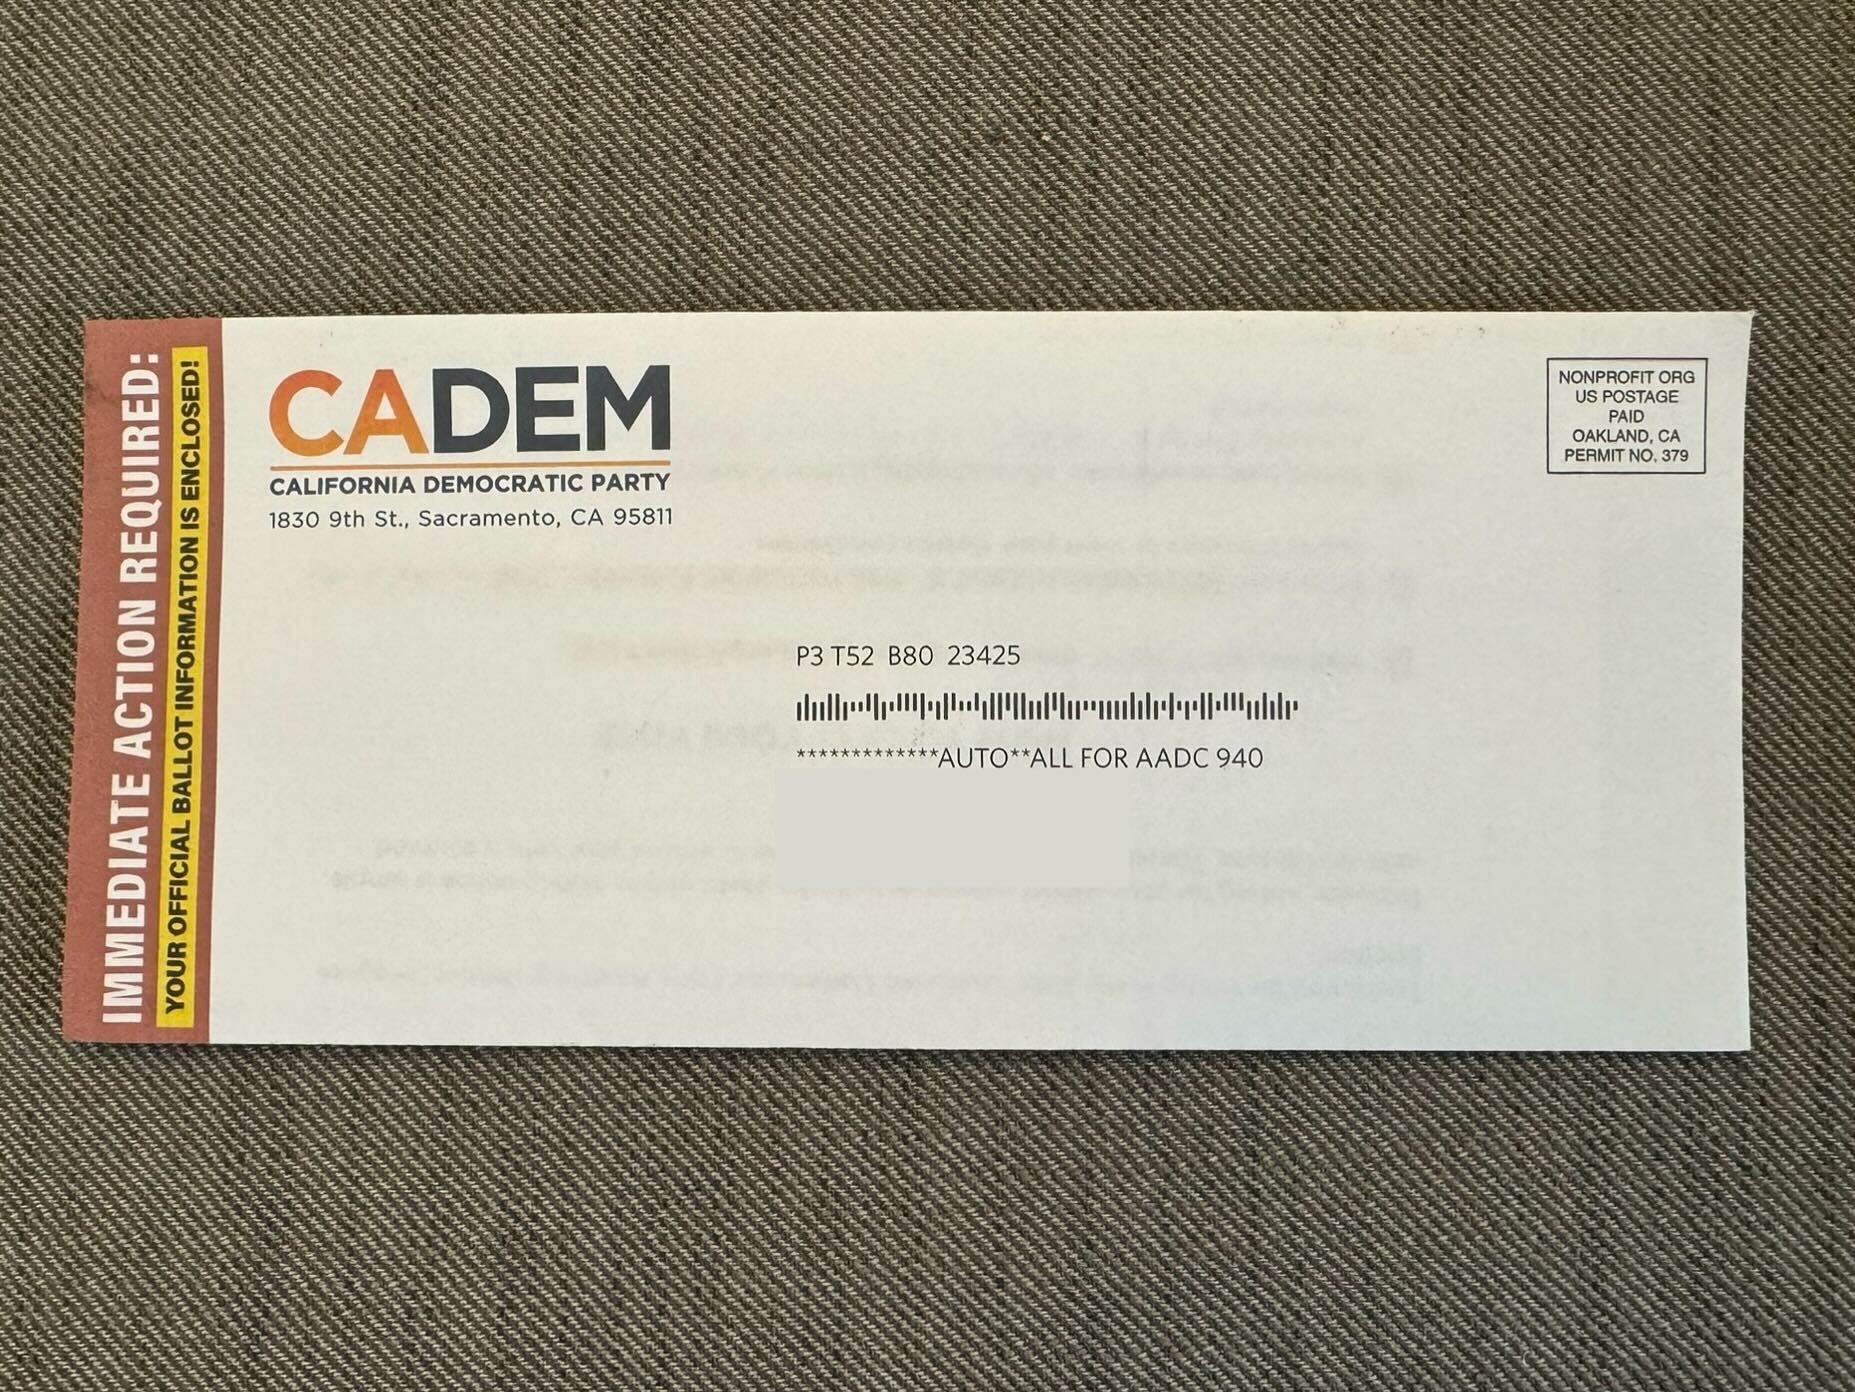 IMMEDIATE ACTION REQUIRED:
YOUR OFFICIAL BALLOT INFORMATION IS ENCLOSED!
CADEM
CALIFORNIA DEMOCRATIC PARTY
1830 9th St., Sacramento, CA 95811
NONPROFIT ORG
US POSTAGE
PAID
OAKLAND, CA
PERMIT NO. 379
P3 T52 B80 23425
*************AUTO**ALL FOR AADC 940